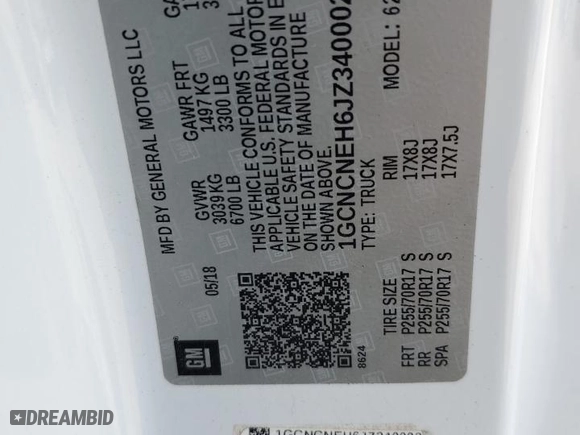 MFD BY GENERAL MOTORS LLC
GVWR GAWR FRT
3039 KG 1497 KG
6700 LB 3300 LB
THIS VEHICLE CONFORMS TO ALL
APPLICABLE U.S. FEDERAL MOTOR
VEHICLE SAFETY STANDARDS IN
ON THE DATE OF MANUFACTURE
SHOWN ABOVE.
1GCNCNEH6JZ34000
TYPE: TRUCK MODEL:
05/18
GM
8624
TIRE SIZE RIM
FRT P255/70R17 S 17X8J
RR P255/70R17 S 17X8J
SPA P255/70R17 S 17X7.5J
DREAMBID